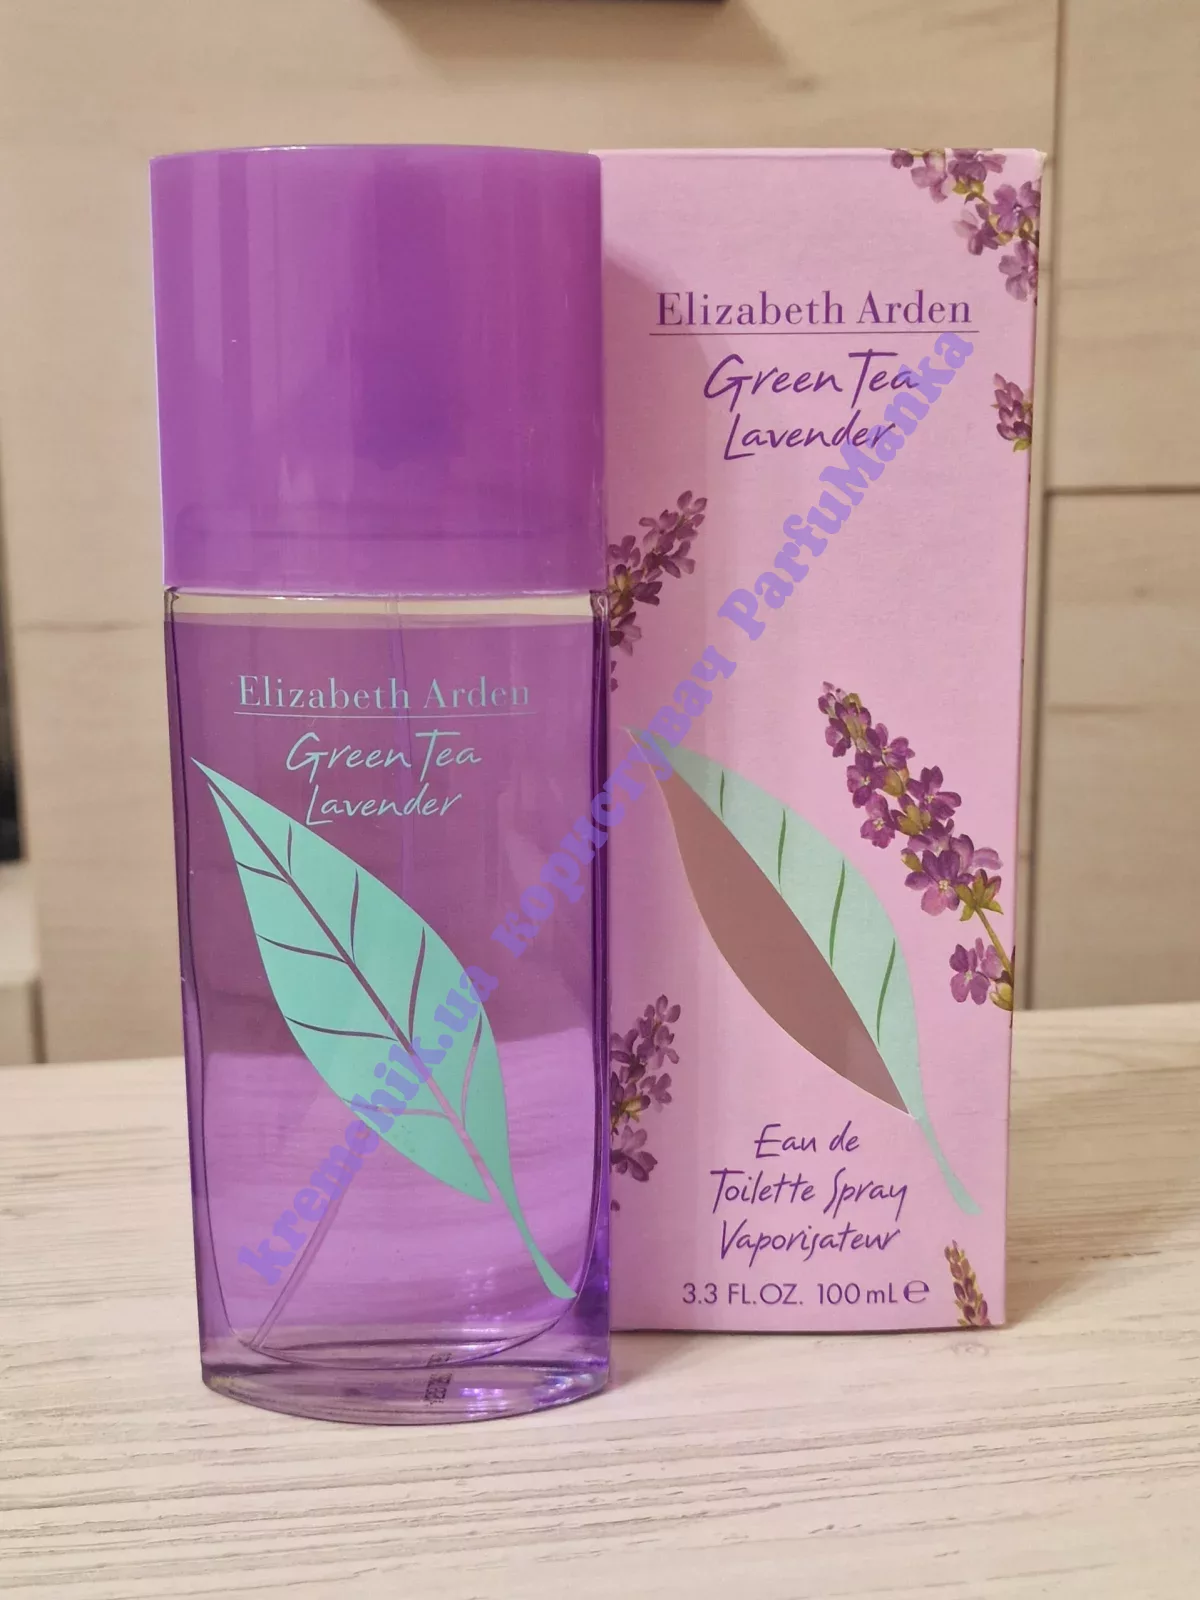 Elizabeth Arden
Green Tea
Lavender
Elizabeth Arden
Green Tea
Lavender
Eau de
Toilette Spray
Vaporisateur
3.3 FL.OZ. 100 mL ℮
kremchik.ua користувач ParfuManka